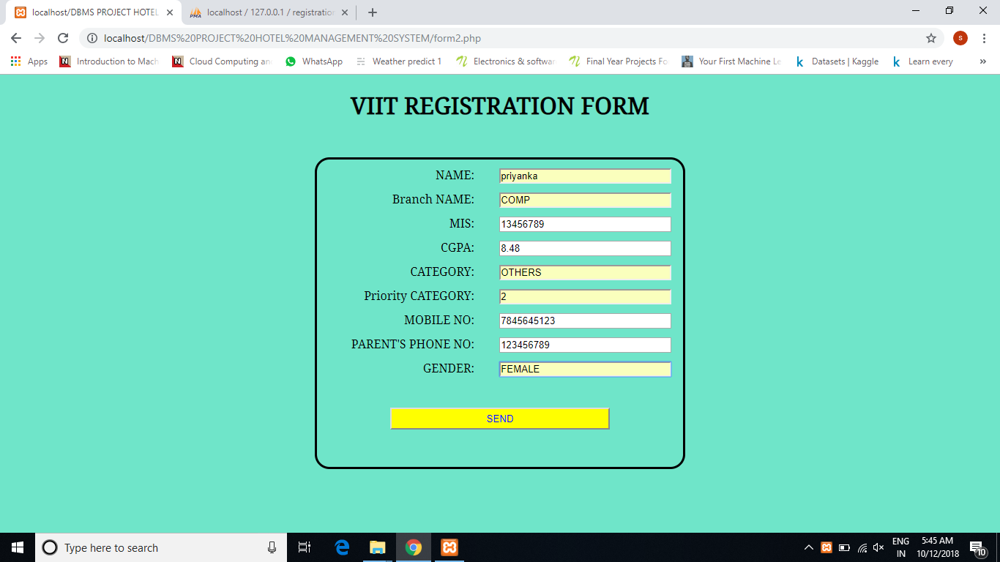 localhost/DBMS PROJECT HOTEL
localhost / 127.0.0.1 / registration
localhost/DBMS%20PROJECT%20HOTEL%20MANAGEMENT%20SYSTEM/form2.php
S
Apps
Introduction to Mach
Cloud Computing an
WhatsApp
Weather predict 1
Electronics & softwar
Final Year Projects Fo
Your First Machine Le
Datasets | Kaggle
Learn every
VIIT REGISTRATION FORM
NAME: priyanka
Branch NAME: COMP
MIS: 13456789
CGPA: 8.48
CATEGORY: OTHERS
Priority CATEGORY: 2
MOBILE NO: 7845645123
PARENT'S PHONE NO: 123456789
GENDER: FEMALE
SEND
Type here to search
ENG
IN
5:45 AM
10/12/2018
10